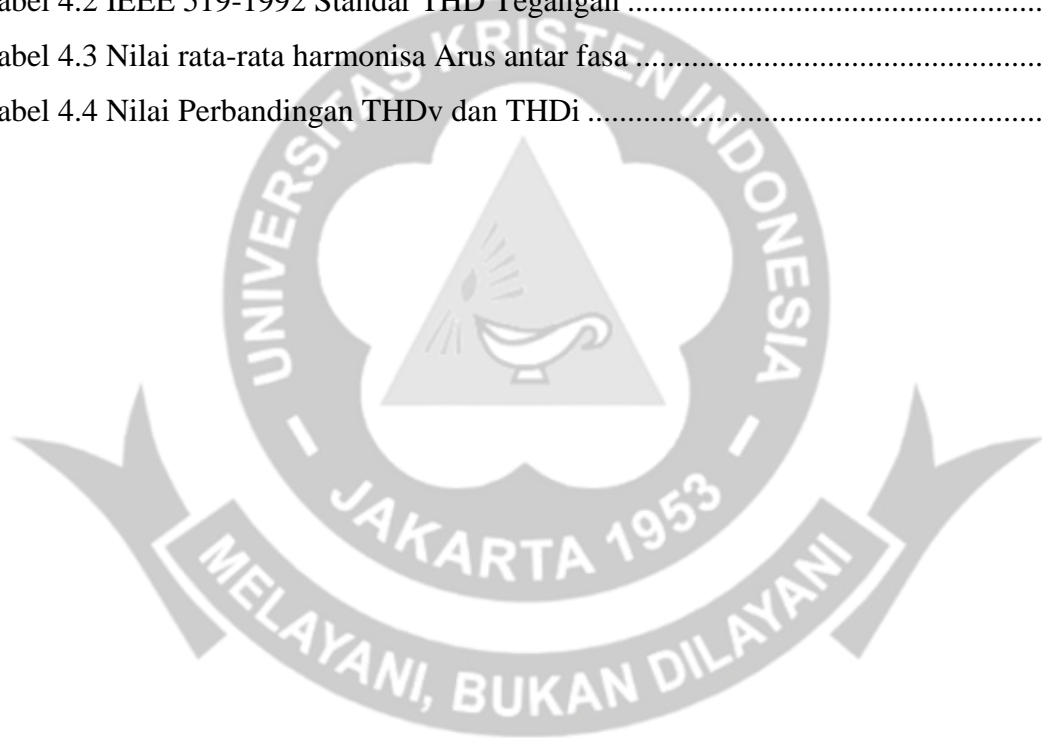 abel 4.2 IEEE 519-1992 Standar THD Tegangan ............................................
abel 4.3 Nilai rata-rata harmonisa Arus antar fasa ...........................................
abel 4.4 Nilai Perbandingan THDv dan THDi ................................................
UNIVERSITAS KRISTEN INDONESIA
- JAKARTA 1953 -
MELAYANI, BUKAN DILAYANI